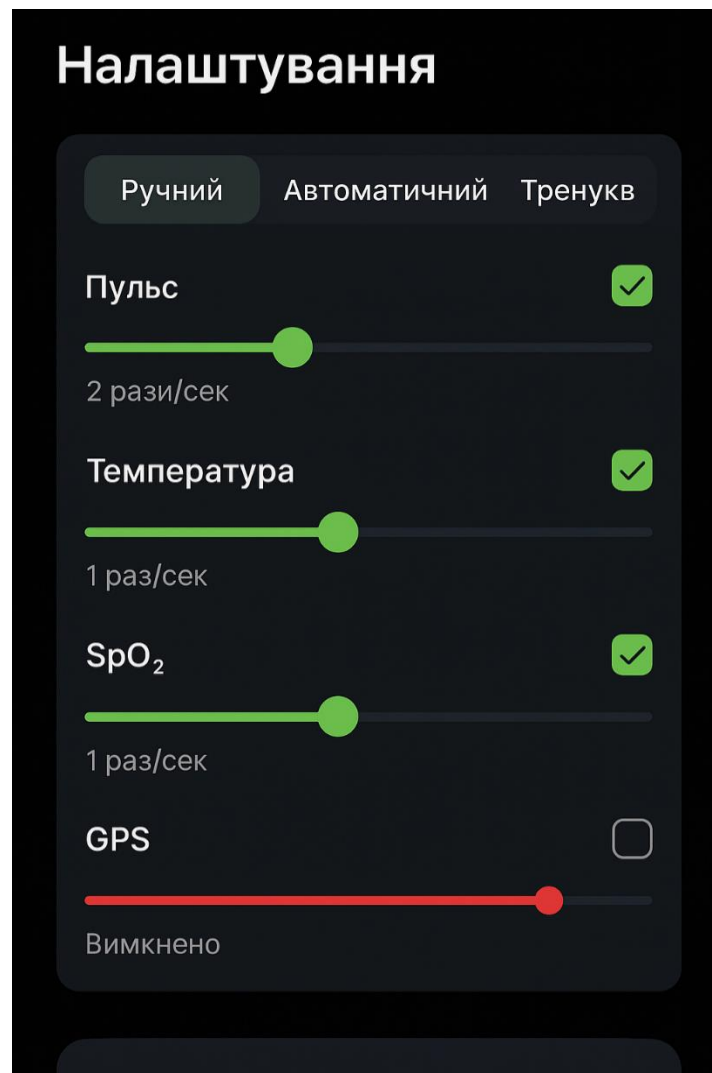 Налаштування
Ручний Автоматичний Тренукв
Пульс
2 рази/сек
Температура
1 раз/сек
SpO₂
1 раз/сек
GPS
Вимкнено